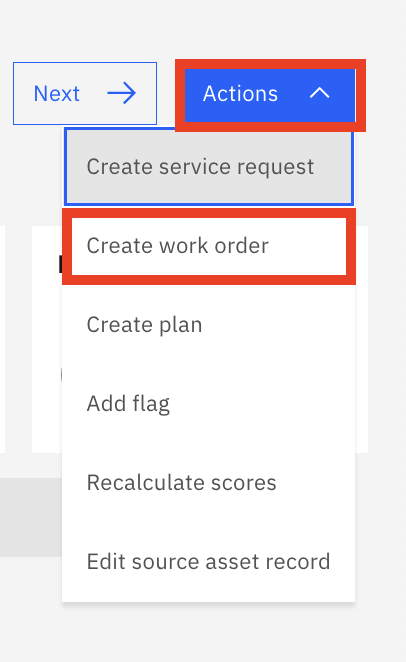 Next
Actions
Create service request
Create work order
Create plan
Add flag
Recalculate scores
Edit source asset record